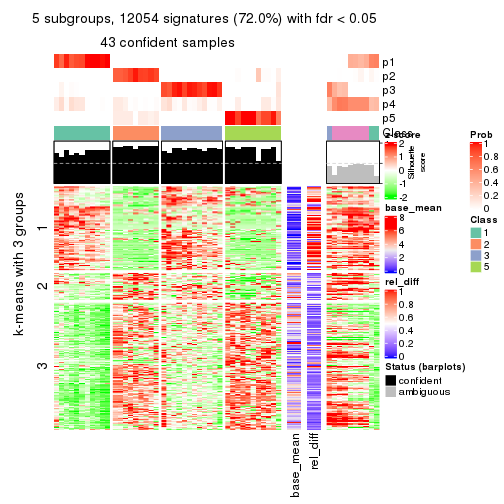 5 subgroups, 12054 signatures (72.0%) with fdr < 0.05
43 confident samples
p1
p2
p3
p4
p5
Class
z-score
2
1
0
-1
-2
Silhouette
score
base_mean
8
6
4
2
0
rel_diff
1
0.8
0.6
0.4
0.2
0
Status (barplots)
confident
ambiguous
Prob
1
0.8
0.6
0.4
0.2
0
Class
1
2
3
5
k-means with 3 groups
1
2
3
base_mean
rel_diff